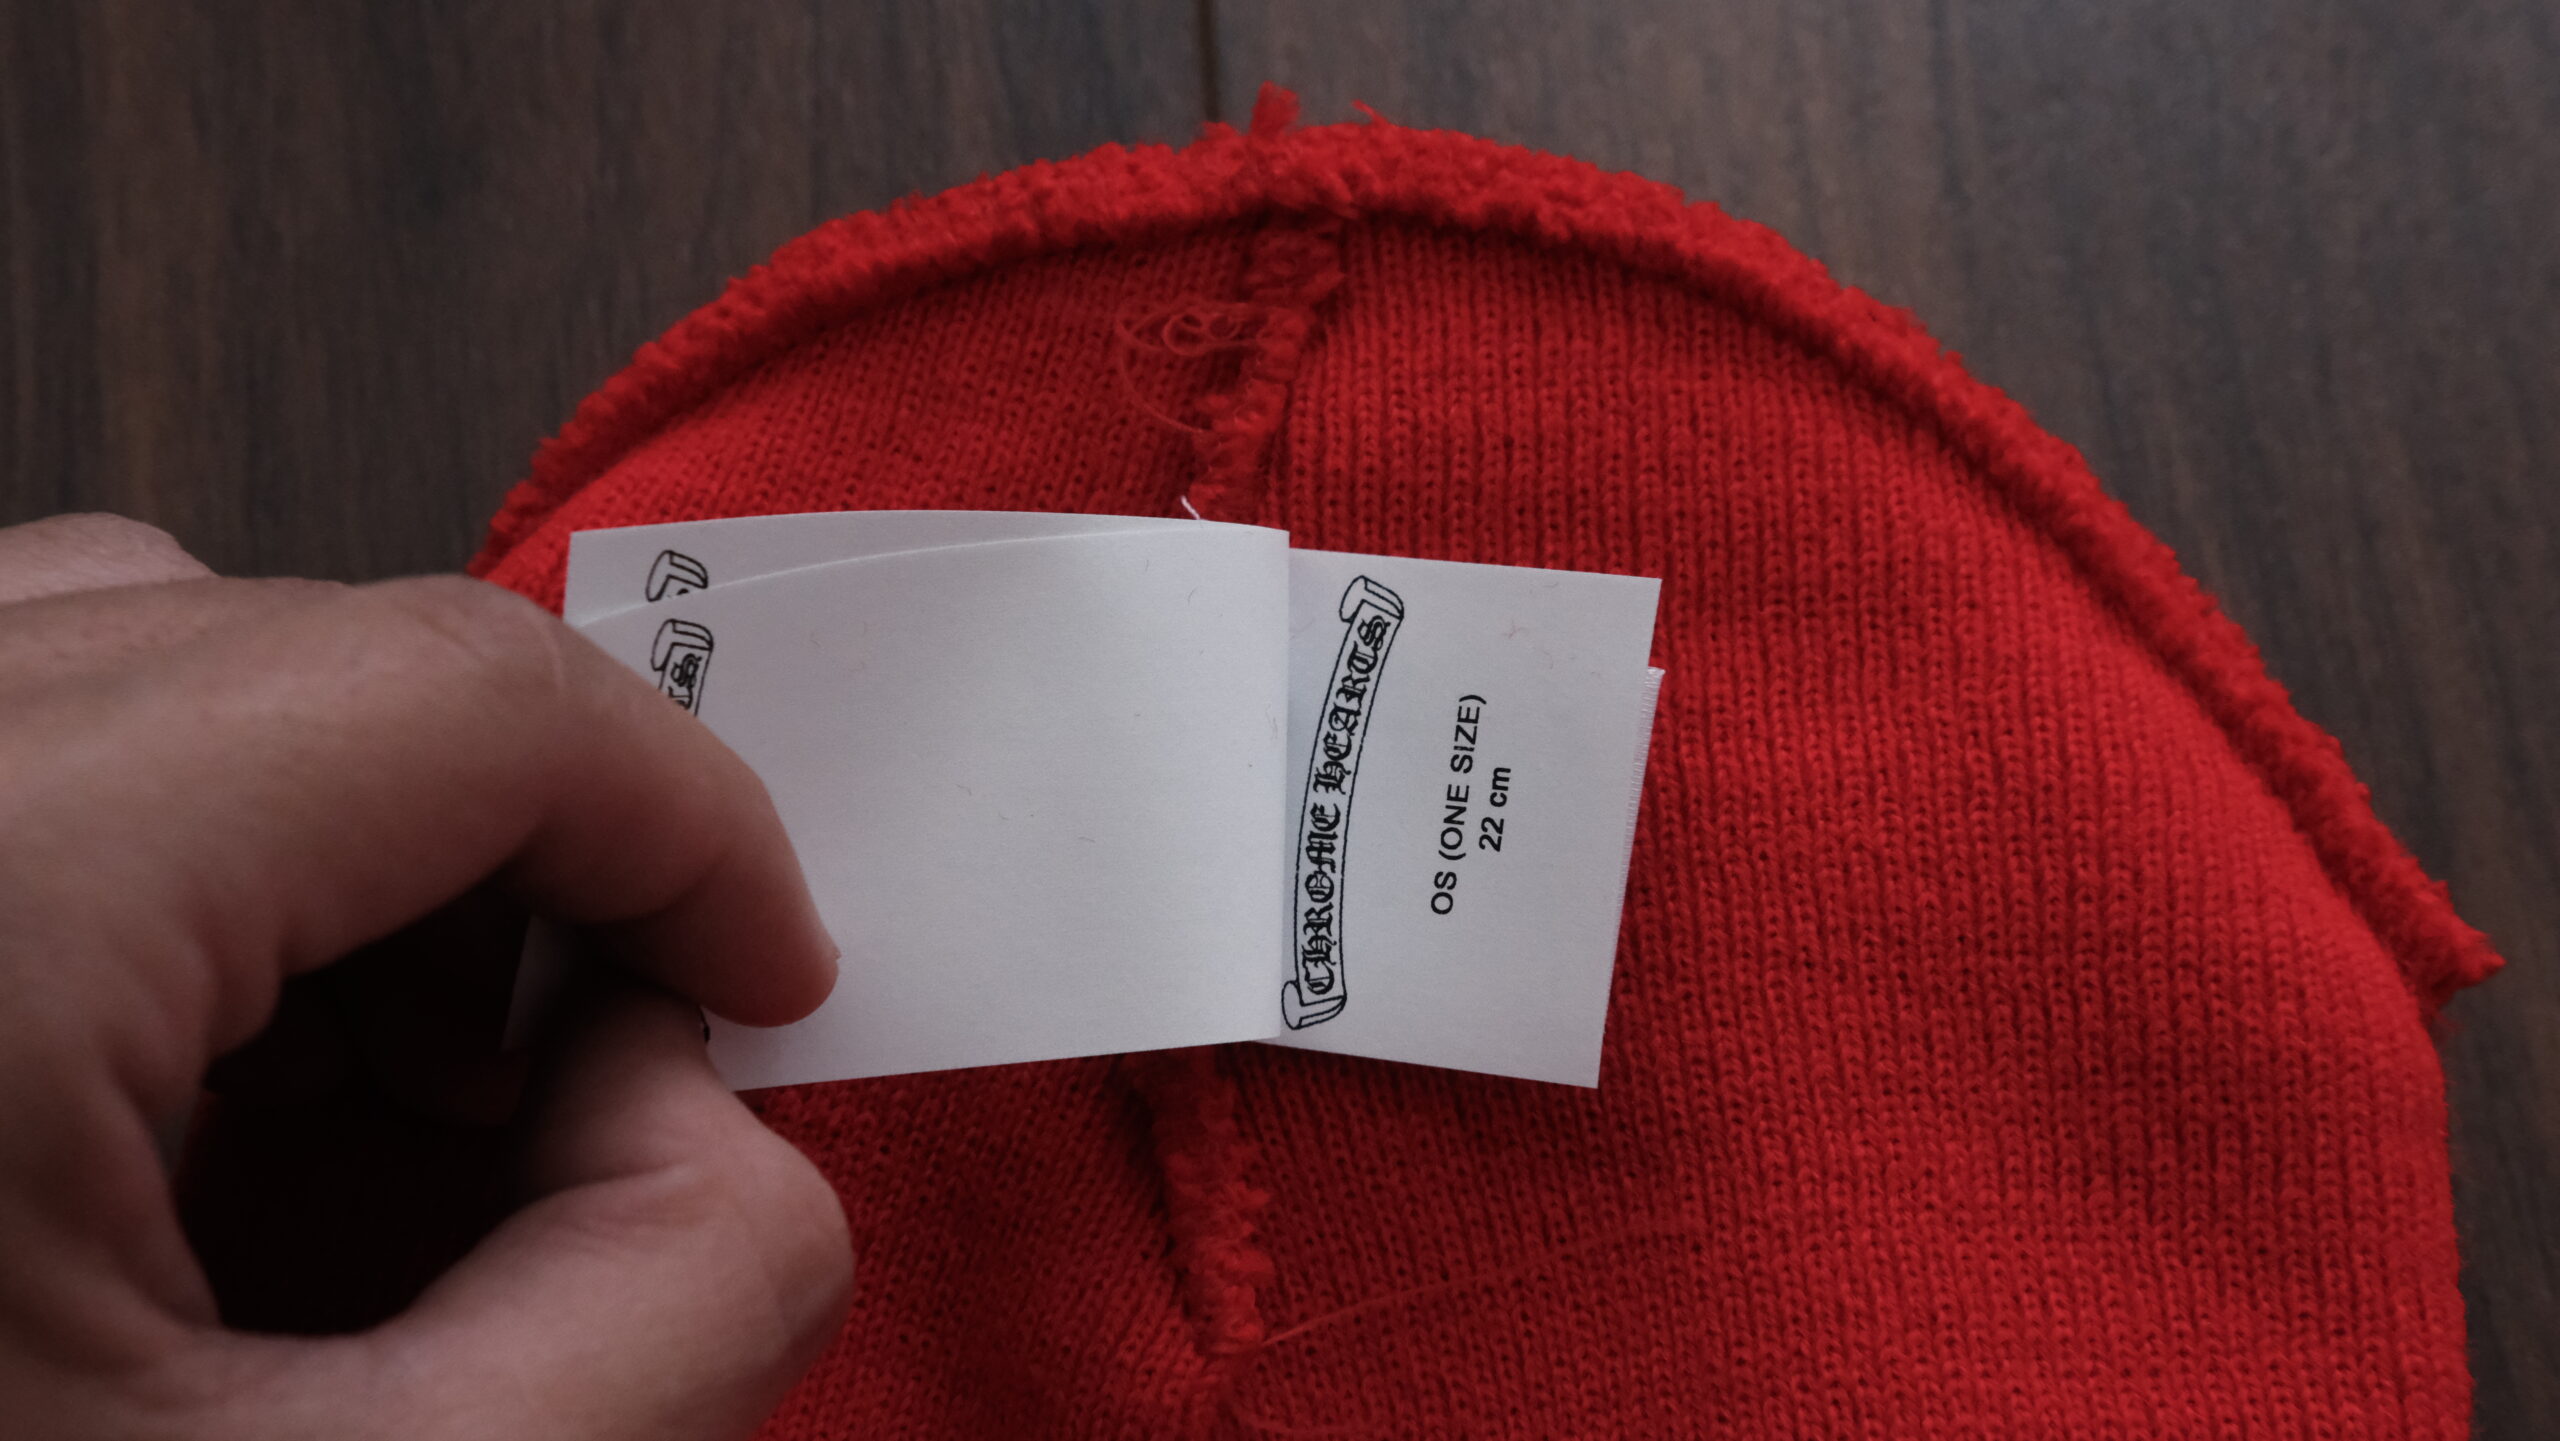 CHROME HEARTS
OS (ONE SIZE)
22 cm